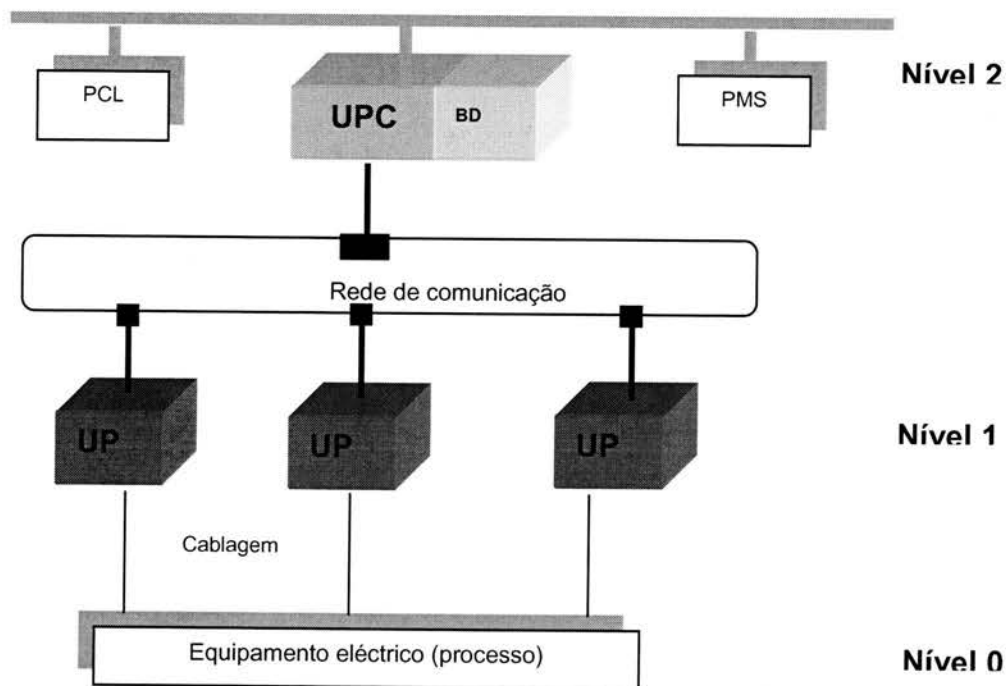 PCL
UPC
BD
PMS
Nível 2
Rede de comunicação
UP
UP
UP
Nível 1
Cablagem
Equipamento eléctrico (processo)
Nível 0